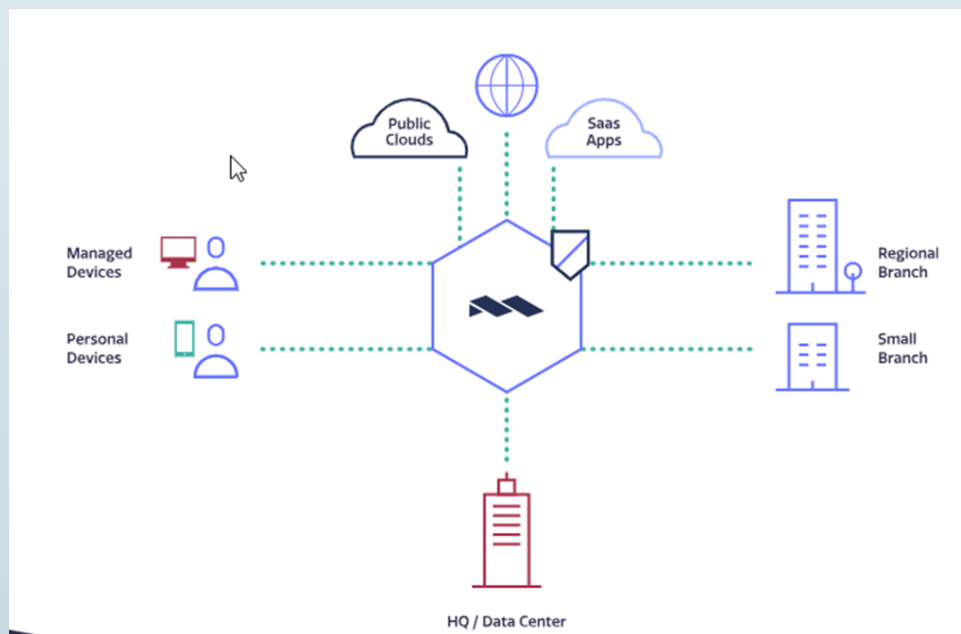 Public
Clouds
Saas
Apps
Managed
Devices
Regional
Branch
Personal
Devices
Small
Branch
HQ / Data Center